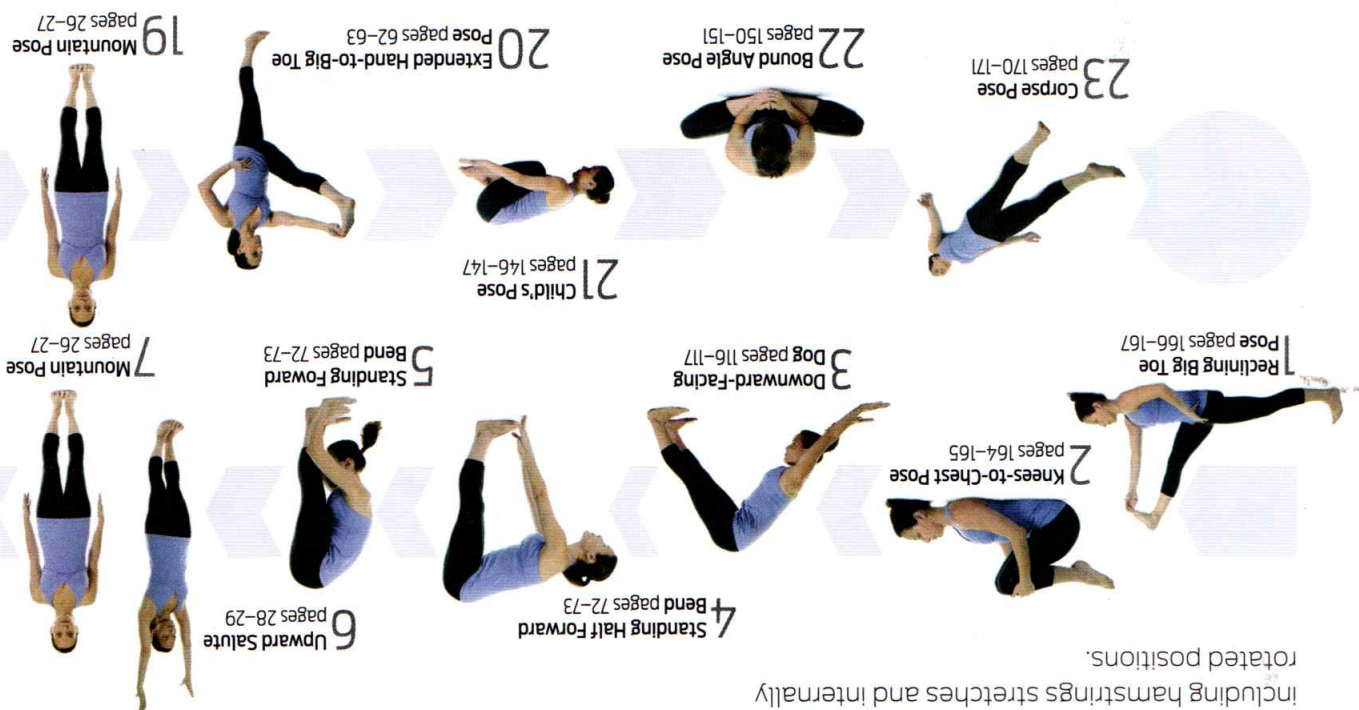 including hamstrings stretches and internally
rotated positions.
1 Reclining Big Toe
Pose pages 166–167
2 Knees-to-Chest Pose
pages 164–165
3 Downward-Facing
Dog pages 116–117
4 Standing Half Forward
Bend pages 72–73
5 Standing Foward
Bend pages 72–73
6 Upward Salute
pages 28–29
7 Mountain Pose
pages 26–27
19 Mountain Pose
pages 26–27
20 Extended Hand-to-Big Toe
Pose pages 62–63
21 Child's Pose
pages 146–147
22 Bound Angle Pose
pages 150–151
23 Corpse Pose
pages 170–171